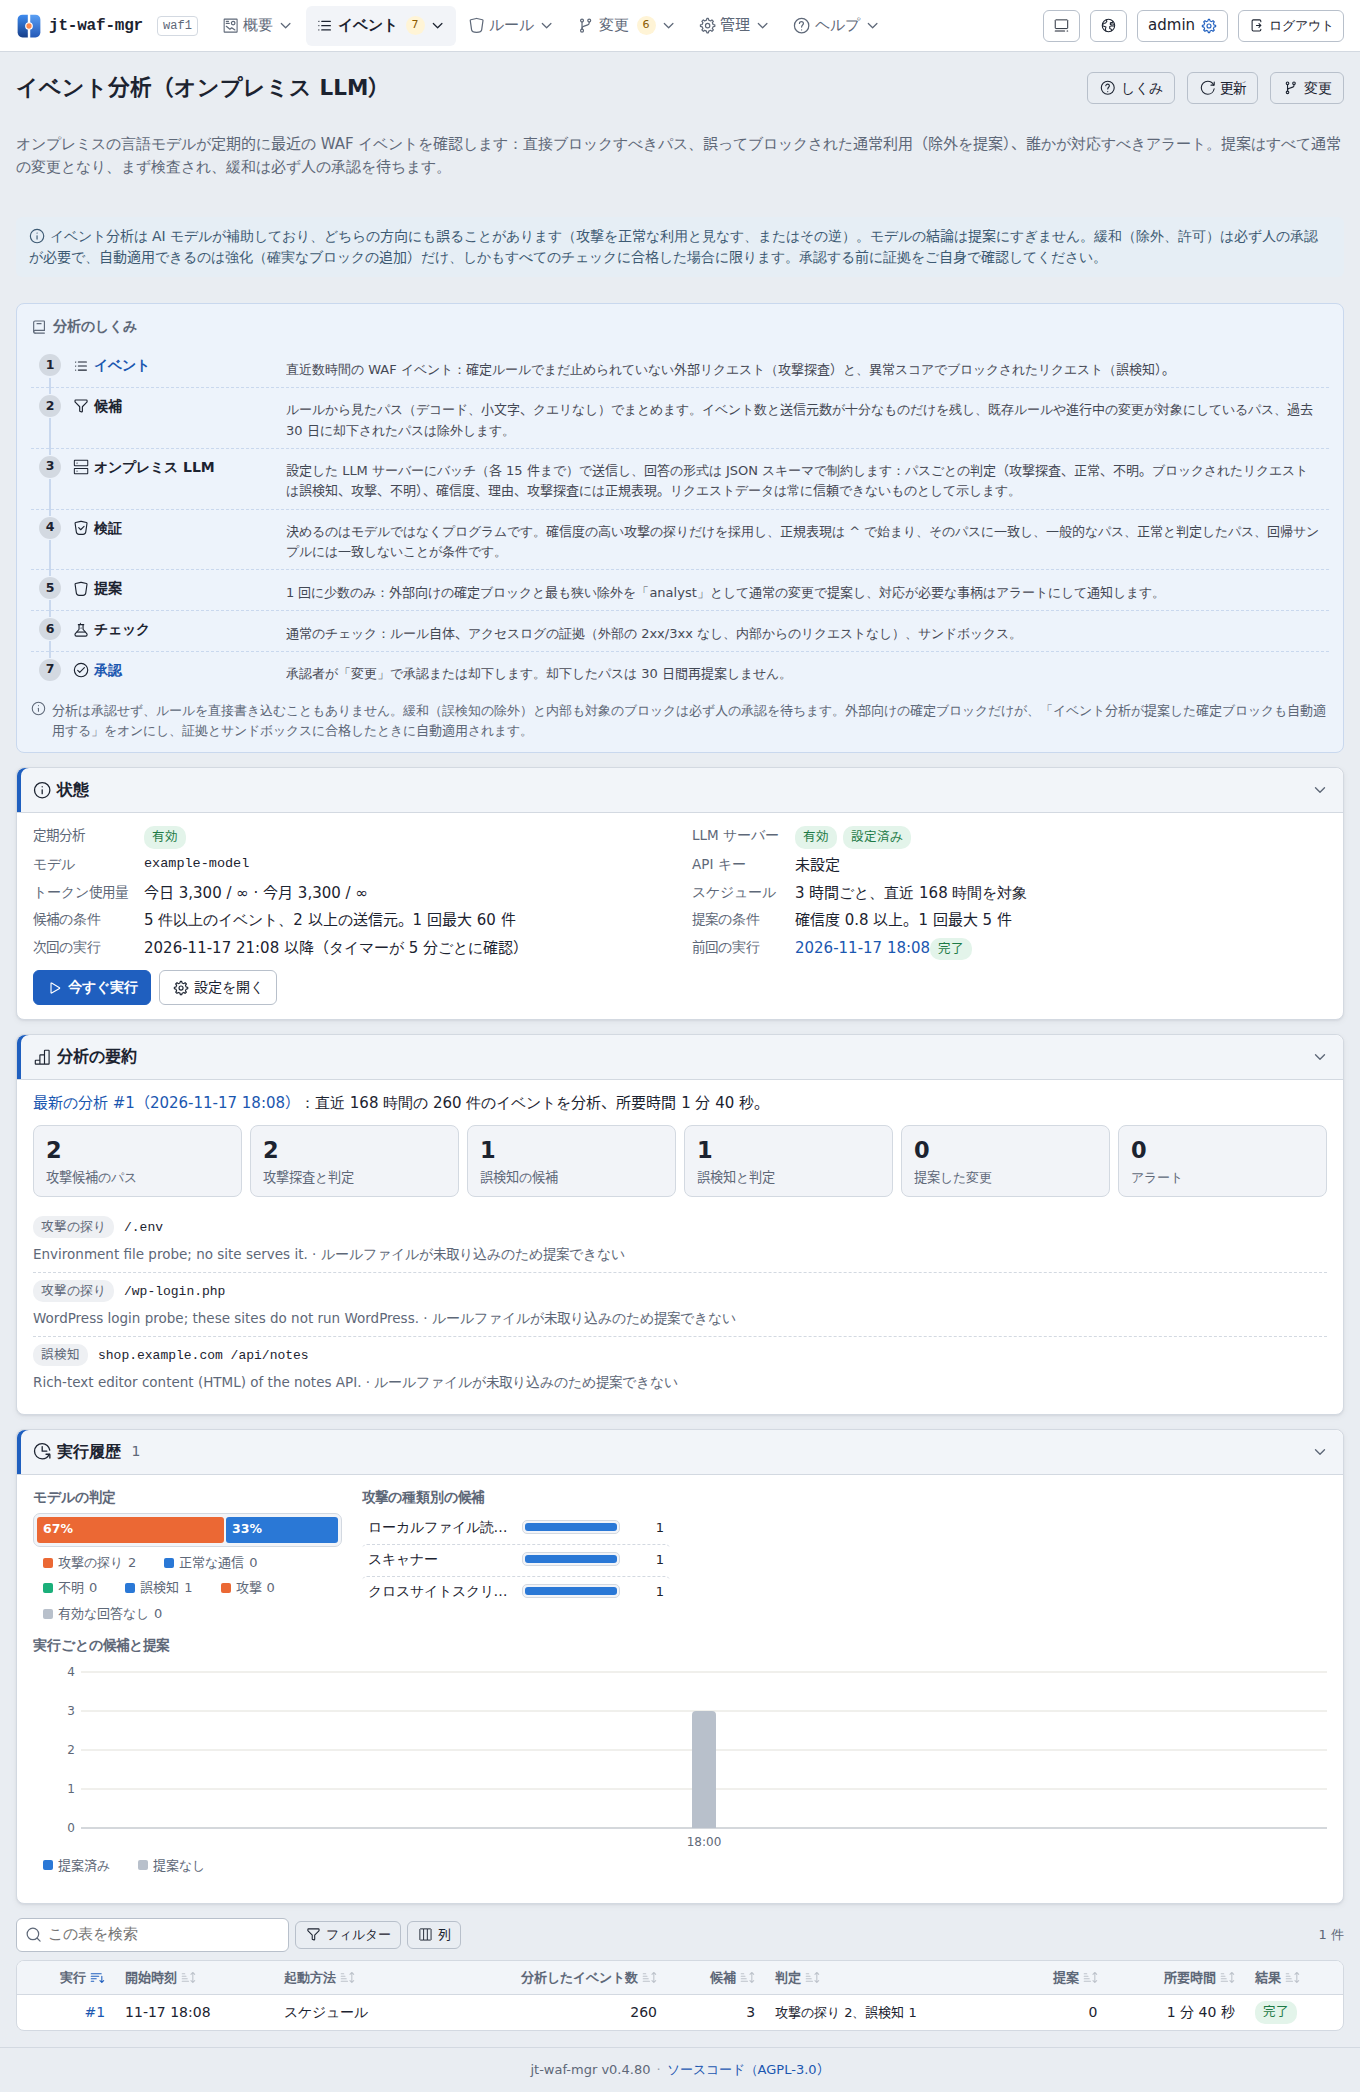 jt-waf-mgr waf1 概要 イベント 7 ルール 変更 6 管理 ヘルプ admin ログアウト
イベント分析（オンプレミス LLM） しくみ 更新 変更
オンプレミスの言語モデルが定期的に最近の WAF イベントを確認します：直接ブロックすべきパス、誤ってブロックされた通常利用（除外を提案）、誰かが対応すべきアラート。提案はすべて通常
の変更となり、まず検査され、緩和は必ず人の承認を待ちます。
イベント分析は AI モデルが補助しており、どちらの方向にも誤ることがあります（攻撃を正常な利用と見なす、またはその逆）。モデルの結論は提案にすぎません。緩和（除外、許可）は必ず人の承認
が必要で、自動適用できるのは強化（確実なブロックの追加）だけ、しかもすべてのチェックに合格した場合に限ります。承認する前に証拠をご自身で確認してください。
分析のしくみ
1 イベント 直近数時間の WAF イベント：確定ルールでまだ止められていない外部リクエスト（攻撃探査）と、異常スコアでブロックされたリクエスト（誤検知）。
2 候補 ルールから見たパス（デコード、小文字、クエリなし）でまとめます。イベント数と送信元数が十分なものだけを残し、既存ルールや進行中の変更が対象にしているパス、過去
30 日に却下されたパスは除外します。
3 オンプレミス LLM 設定した LLM サーバーにバッチ（各 15 件まで）で送信し、回答の形式は JSON スキーマで制約します：パスごとの判定（攻撃探査、正常、不明。ブロックされたリクエスト
は誤検知、攻撃、不明）、確信度、理由、攻撃探査には正規表現。リクエストデータは常に信頼できないものとして示します。
4 検証 決めるのはモデルではなくプログラムです。確信度の高い攻撃の探りだけを採用し、正規表現は ^ で始まり、そのパスに一致し、一般的なパス、正常と判定したパス、回帰サン
プルには一致しないことが条件です。
5 提案 1 回に少数のみ：外部向けの確定ブロックと最も狭い除外を「analyst」として通常の変更で提案し、対応が必要な事柄はアラートにして通知します。
6 チェック 通常のチェック：ルール自体、アクセスログの証拠（外部の 2xx/3xx なし、内部からのリクエストなし）、サンドボックス。
7 承認 承認者が「変更」で承認または却下します。却下したパスは 30 日間再提案しません。
分析は承認せず、ルールを直接書き込むこともありません。緩和（誤検知の除外）と内部も対象のブロックは必ず人の承認を待ちます。外部向けの確定ブロックだけが、「イベント分析が提案した確定ブロックも自動適
用する」をオンにし、証拠とサンドボックスに合格したときに自動適用されます。
状態
定期分析 有効 LLM サーバー 有効 設定済み
モデル example-model API キー 未設定
トークン使用量 今日 3,300 / ∞ · 今月 3,300 / ∞ スケジュール 3 時間ごと、直近 168 時間を対象
候補の条件 5 件以上のイベント、2 以上の送信元。1 回最大 60 件 提案の条件 確信度 0.8 以上。1 回最大 5 件
次回の実行 2026-11-17 21:08 以降（タイマーが 5 分ごとに確認） 前回の実行 2026-11-17 18:08 完了
今すぐ実行 設定を開く
分析の要約
最新の分析 #1（2026-11-17 18:08）：直近 168 時間の 260 件のイベントを分析、所要時間 1 分 40 秒。
2 2 1 1 0 0
攻撃候補のパス 攻撃探査と判定 誤検知の候補 誤検知と判定 提案した変更 アラート
攻撃の探り /.env
Environment file probe; no site serves it. · ルールファイルが未取り込みのため提案できない
攻撃の探り /wp-login.php
WordPress login probe; these sites do not run WordPress. · ルールファイルが未取り込みのため提案できない
誤検知 shop.example.com /api/notes
Rich-text editor content (HTML) of the notes API. · ルールファイルが未取り込みのため提案できない
実行履歴 1
モデルの判定 攻撃の種類別の候補
67% 33% ローカルファイル読… 1
攻撃の探り 2 正常な通信 0 スキャナー 1
不明 0 誤検知 1 攻撃 0 クロスサイトスクリ… 1
有効な回答なし 0
実行ごとの候補と提案
4
3
2
1
0
18:00
提案済み 提案なし
この表を検索 フィルター 列 1 件
実行 開始時刻 起動方法 分析したイベント数 候補 判定 提案 所要時間 結果
#1 11-17 18:08 スケジュール 260 3 攻撃の探り 2、誤検知 1 0 1 分 40 秒 完了
jt-waf-mgr v0.4.80 · ソースコード（AGPL-3.0）